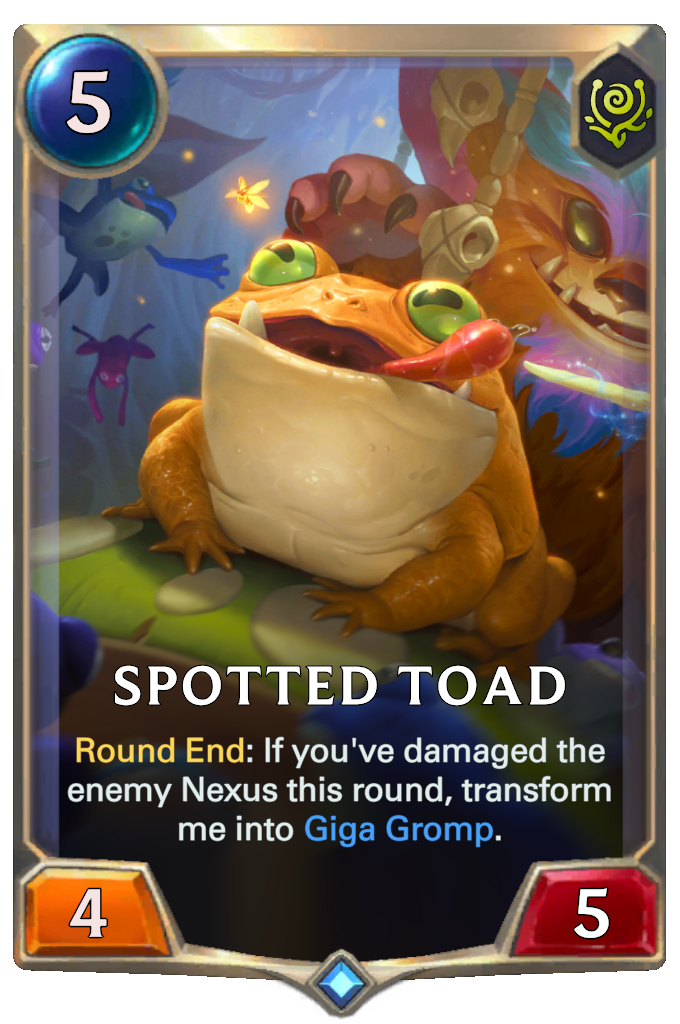 5
SPOTTED TOAD
Round End: If you've damaged the
enemy Nexus this round, transform
me into Giga Gromp.
4
5